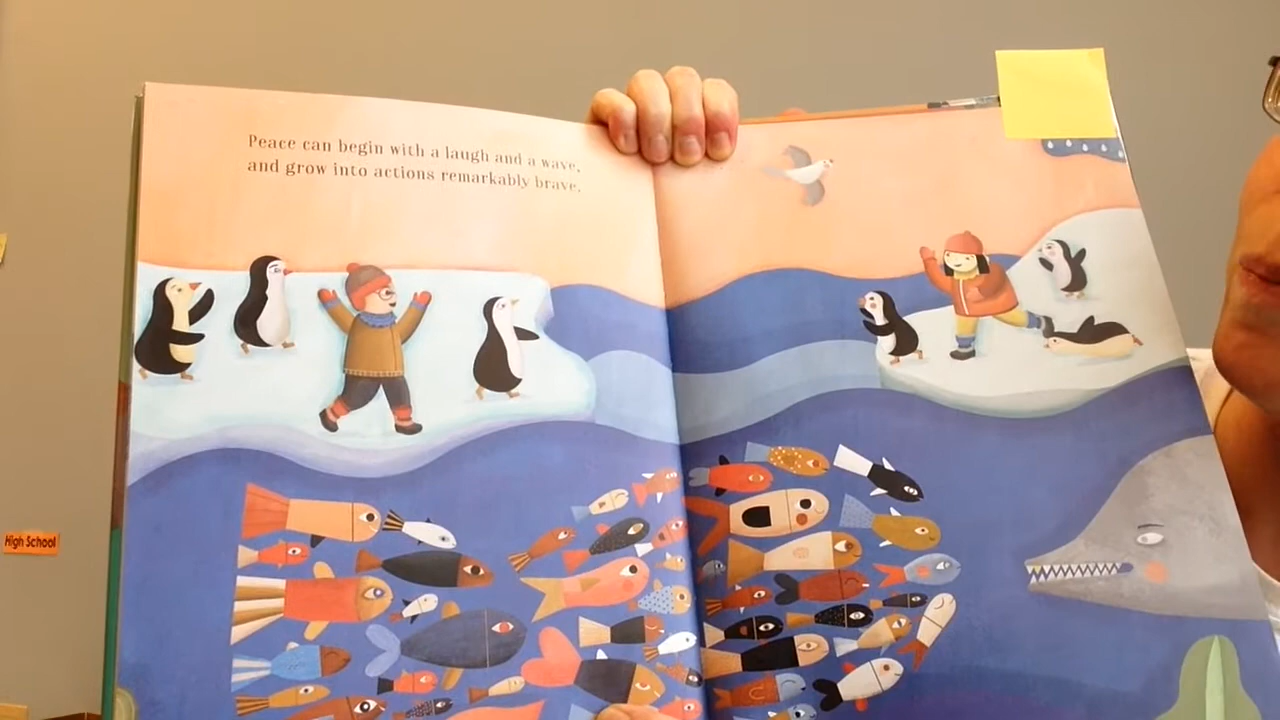 Peace can begin with a laugh and a wave,
and grow into actions remarkably brave.
High School